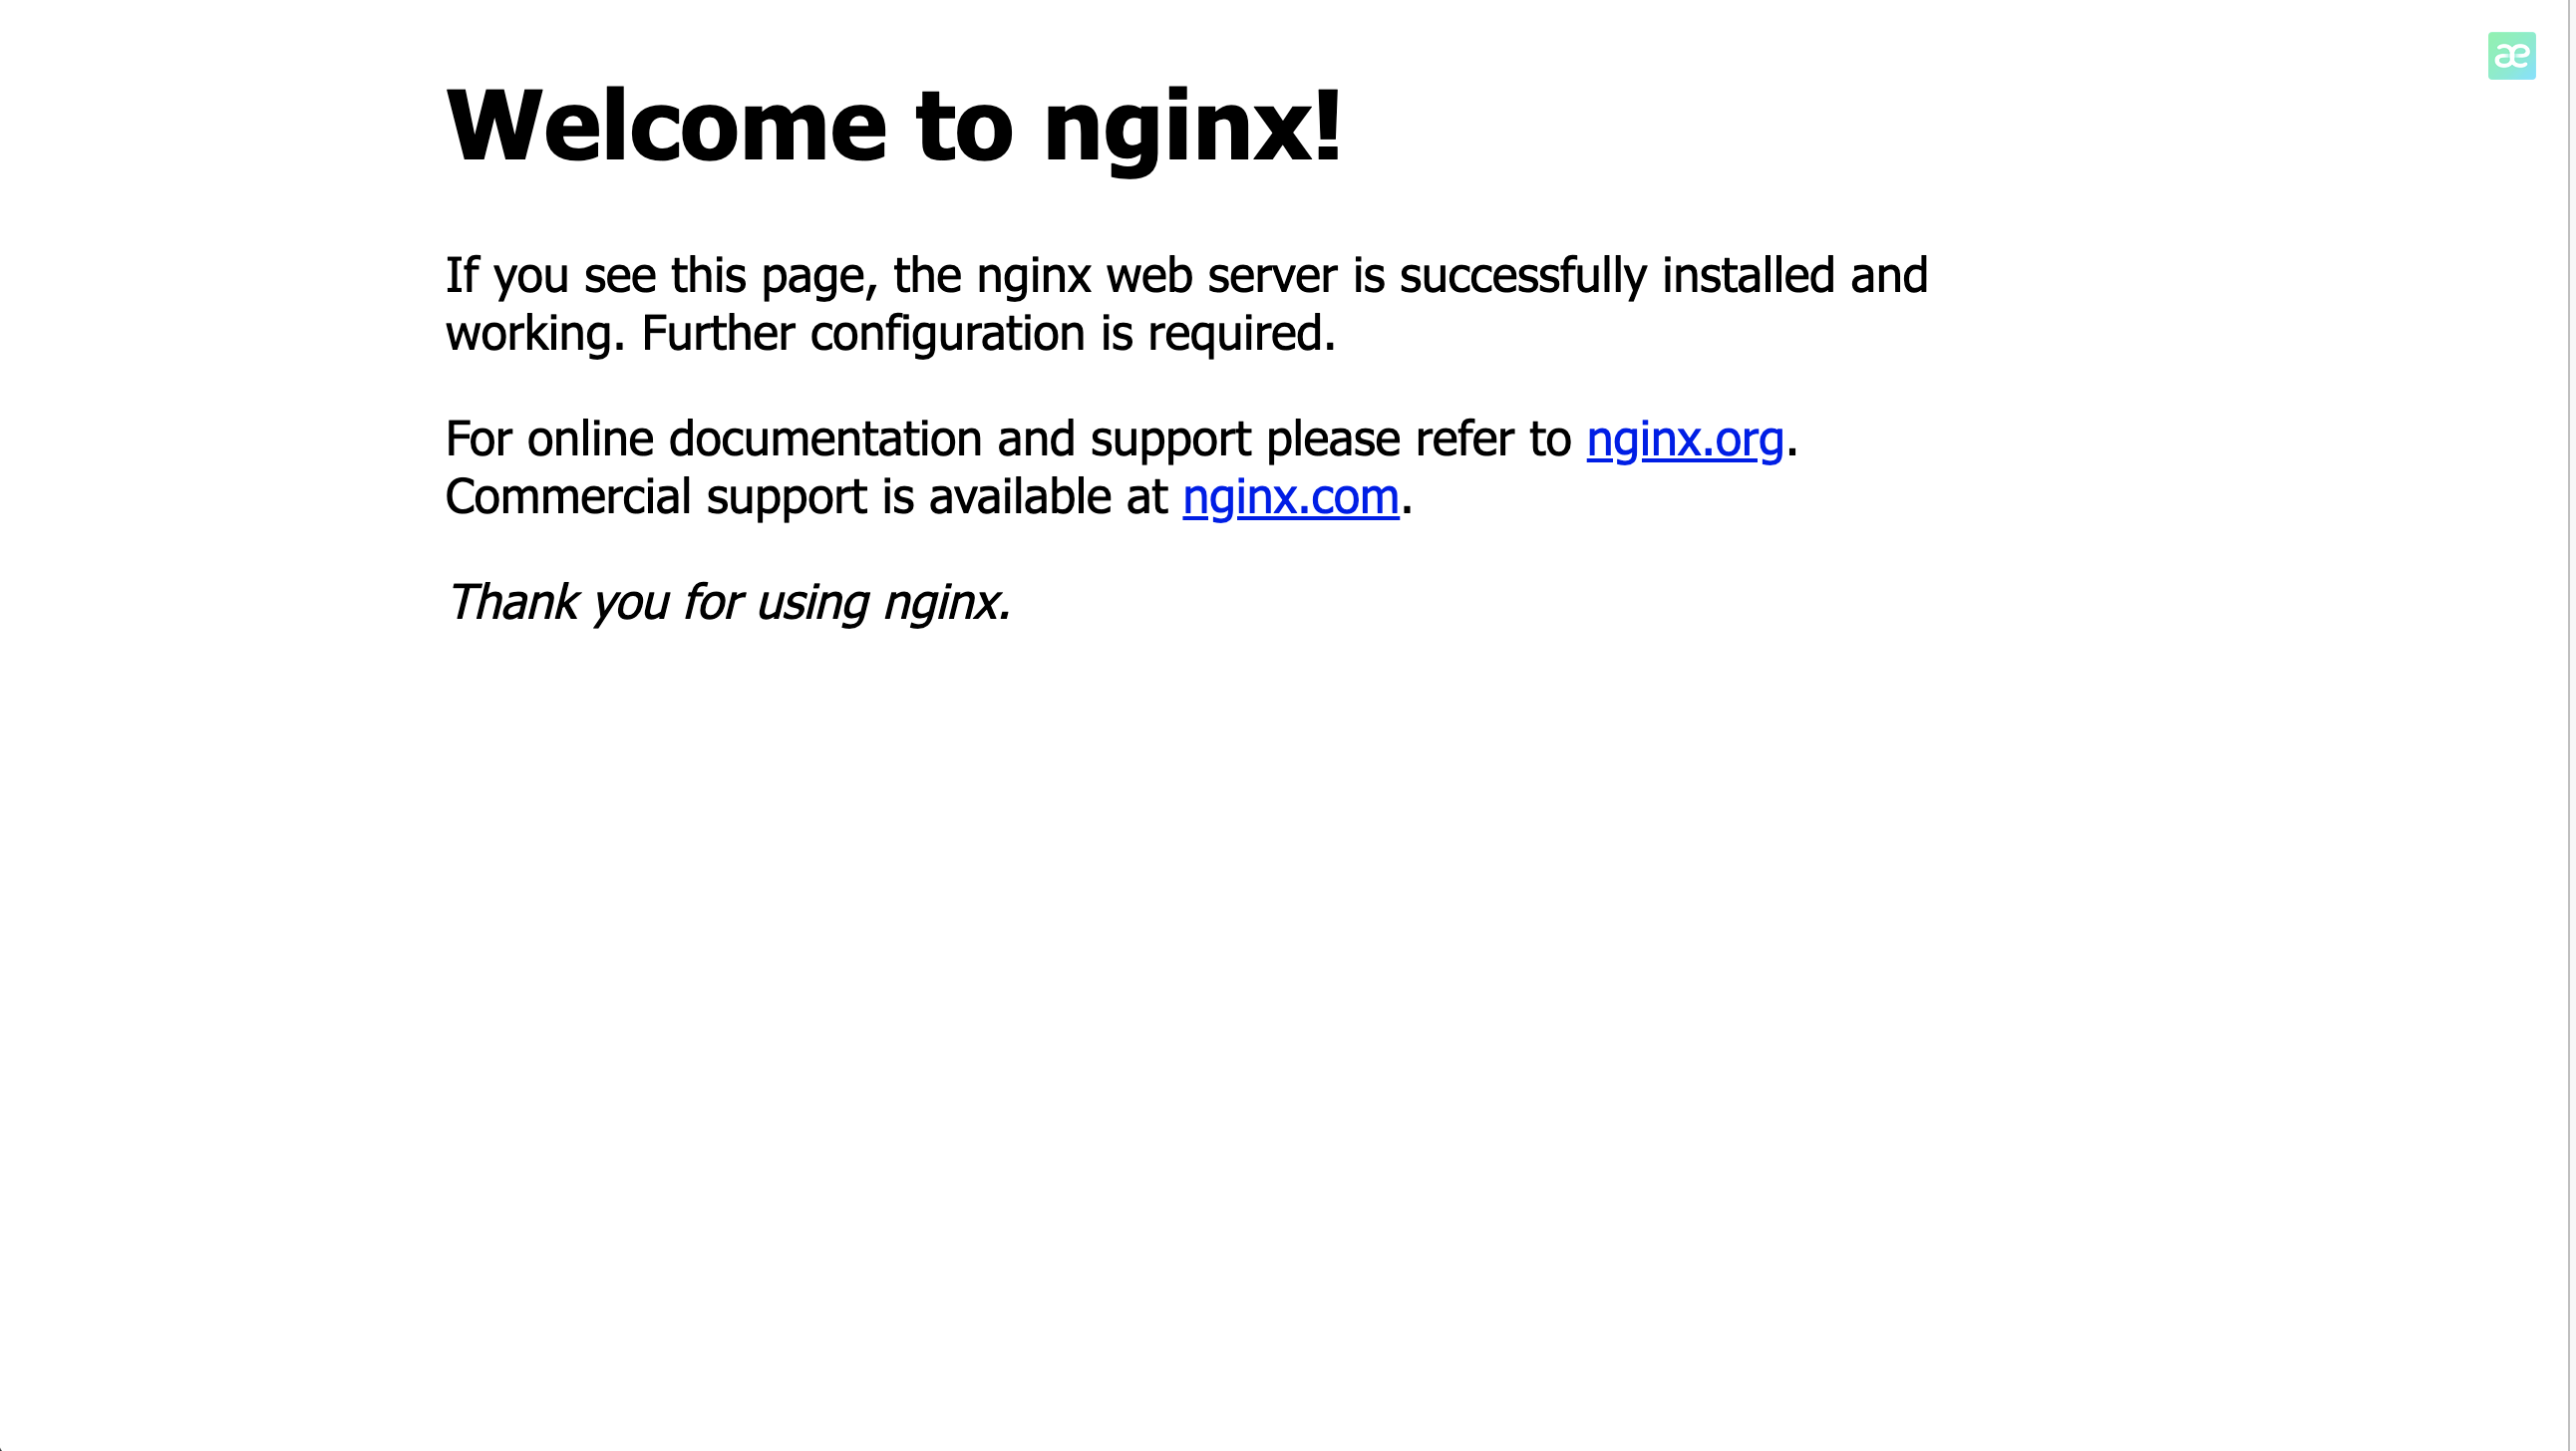 æ
Welcome to nginx!
If you see this page, the nginx web server is successfully installed and
working. Further configuration is required.
For online documentation and support please refer to nginx.org.
Commercial support is available at nginx.com.
Thank you for using nginx.